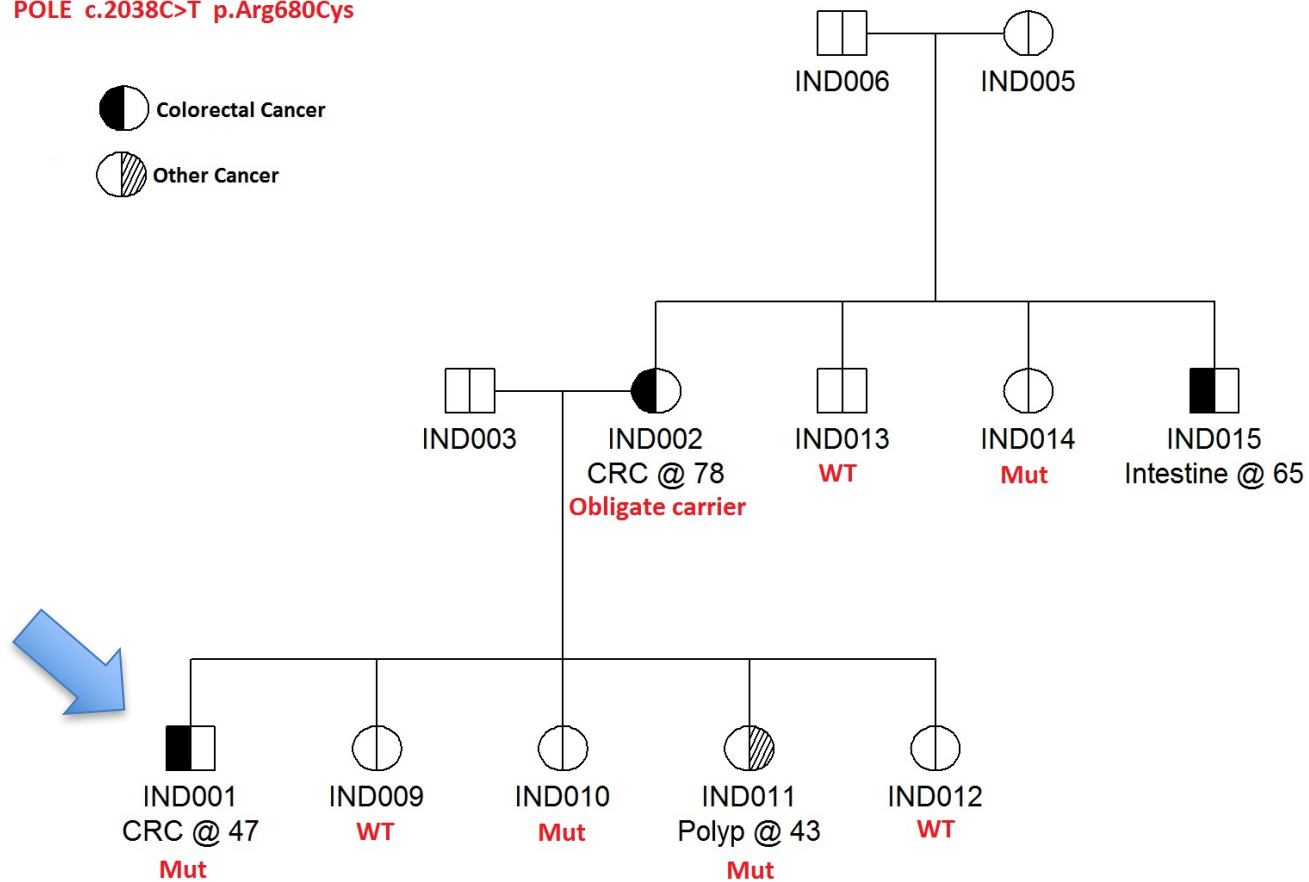 POLE c.2038C>T p.Arg680Cys
Colorectal Cancer
Other Cancer
IND006
IND005
IND003
IND002
CRC @ 78
Obligate carrier
IND013
WT
IND014
Mut
IND015
Intestine @ 65
IND001
CRC @ 47
Mut
IND009
WT
IND010
Mut
IND011
Polyp @ 43
Mut
IND012
WT